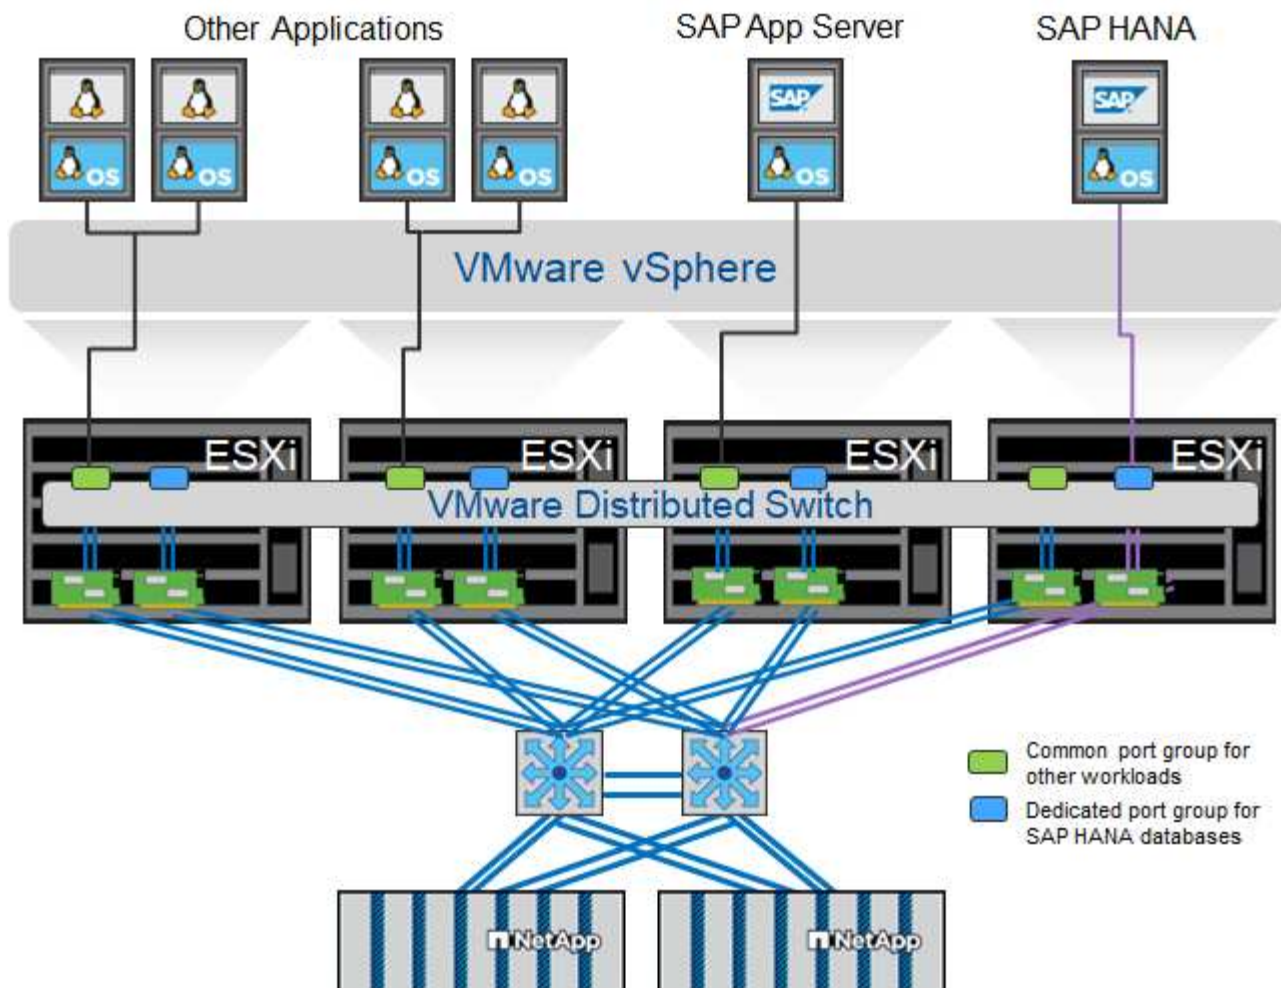 Other Applications
SAP App Server
SAP HANA
SAP
SAP
OS
OS
OS
OS
OS
OS
VMware vSphere
ESXi
ESXi
ESXi
ESXi
VMware Distributed Switch
Common port group for
other workloads
Dedicated port group for
SAP HANA databases
NetApp
NetApp